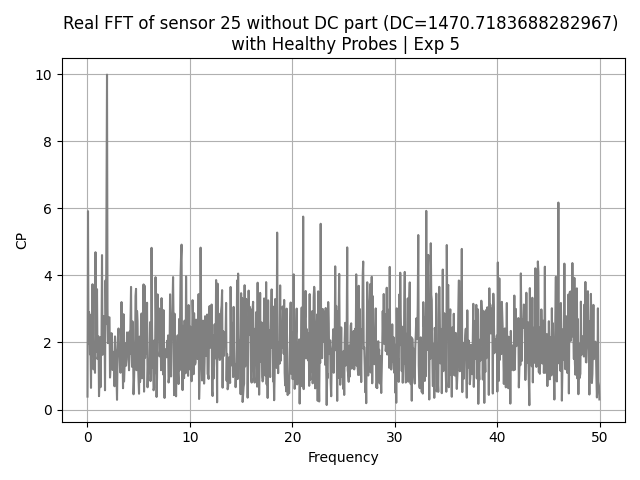 Real FFT of sensor 25 without DC part (DC=1470.7183688282967)
with Healthy Probes | Exp 5
10
8
6
4
2
0
CP
0 10 20 30 40 50
Frequency